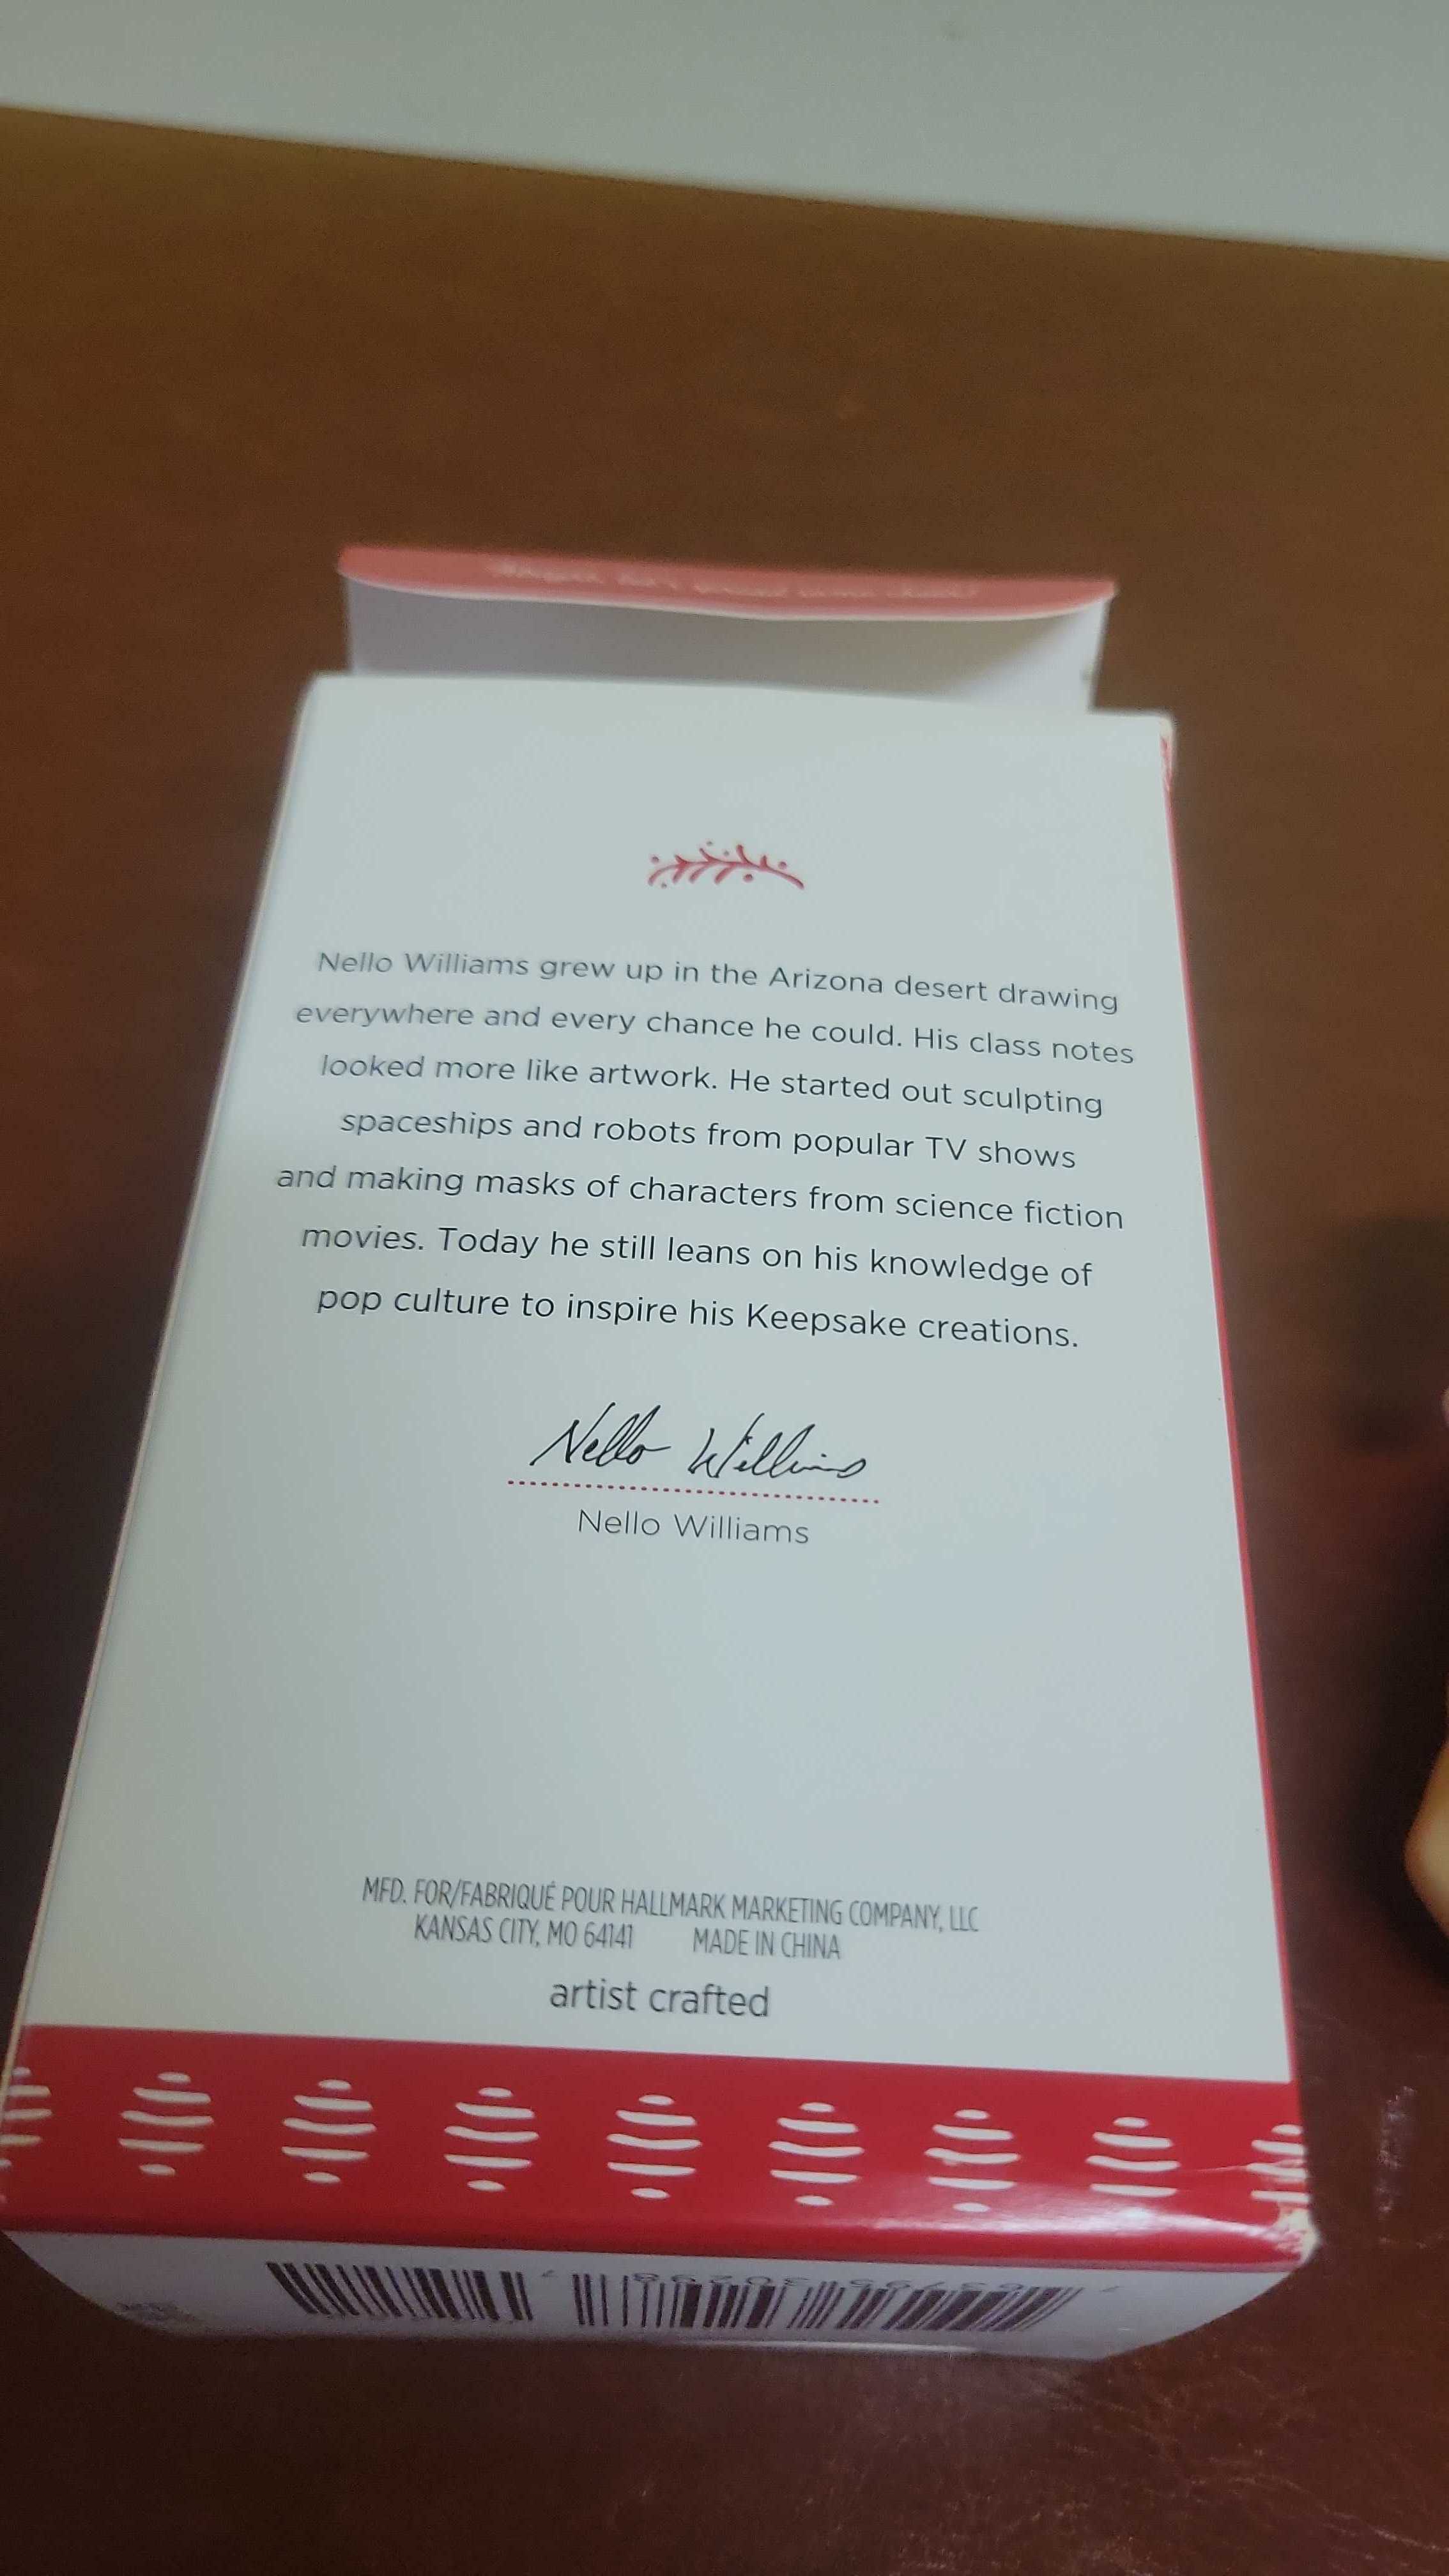 Nello Williams grew up in the Arizona desert drawing
everywhere and every chance he could. His class notes
looked more like artwork. He started out sculpting
spaceships and robots from popular TV shows
and making masks of characters from science fiction
movies. Today he still leans on his knowledge of
pop culture to inspire his Keepsake creations.
Nello Williams
Nello Williams
MFD. FOR/FABRIQUÉ POUR HALLMARK MARKETING COMPANY, LLC
KANSAS CITY, MO 64141 MADE IN CHINA
artist crafted